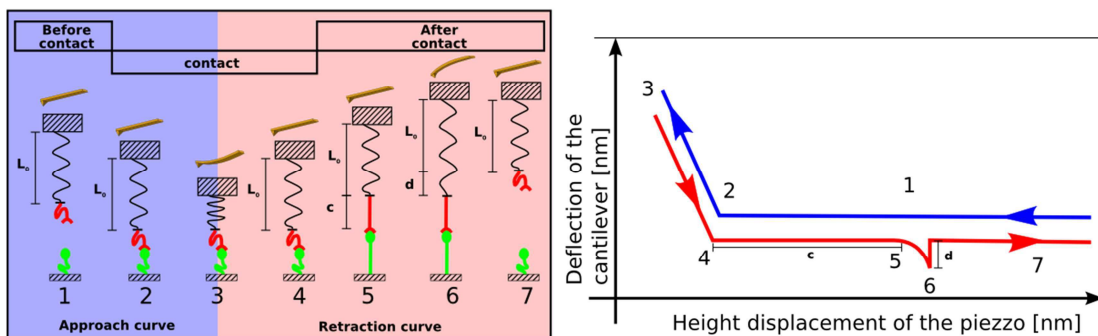 Before
contact
After
contact
contact
L₀
L₀
L₀
L₀
L₀
L₀
c
d
1
2
3
4
5
6
7
Approach curve
Retraction curve
Deflection of the
cantilever [nm]
3
2
1
4
c
5
d
6
7
Height displacement of the piezzo [nm]